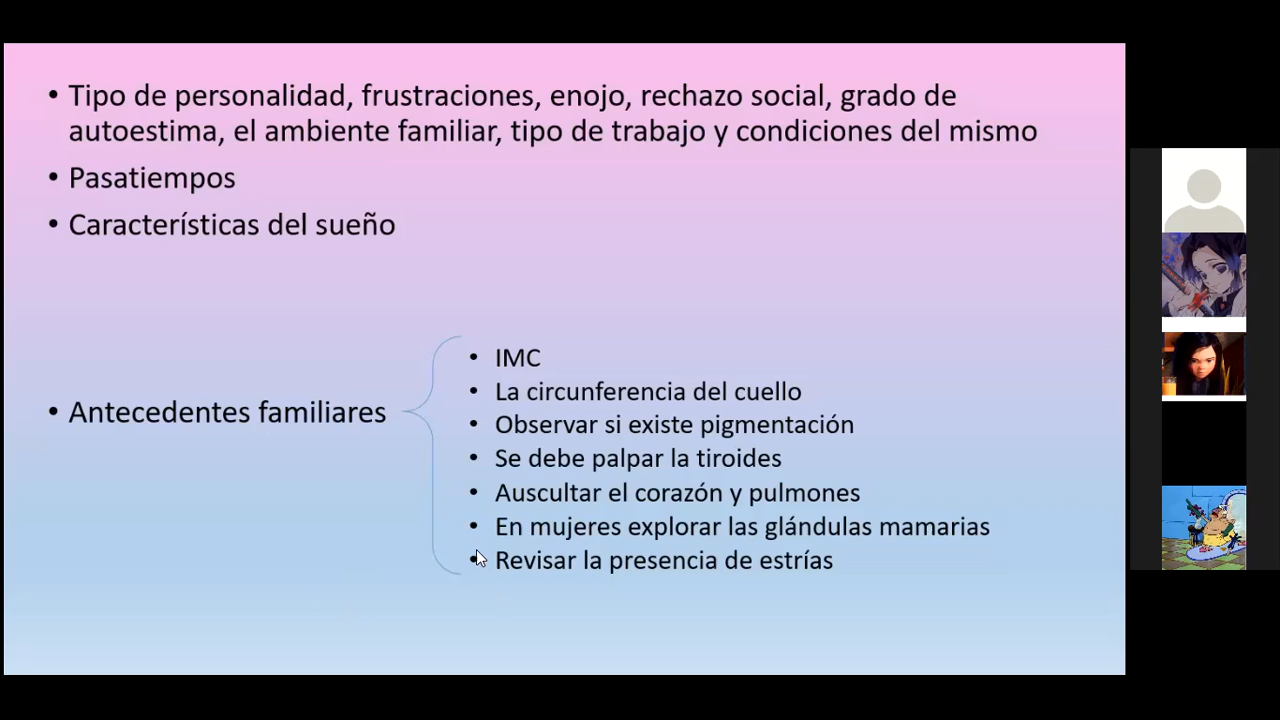 • Tipo de personalidad, frustraciones, enojo, rechazo social, grado de
autoestima, el ambiente familiar, tipo de trabajo y condiciones del mismo
• Pasatiempos
• Características del sueño
• Antecedentes familiares
• IMC
• La circunferencia del cuello
• Observar si existe pigmentación
• Se debe palpar la tiroides
• Auscultar el corazón y pulmones
• En mujeres explorar las glándulas mamarias
• Revisar la presencia de estrías